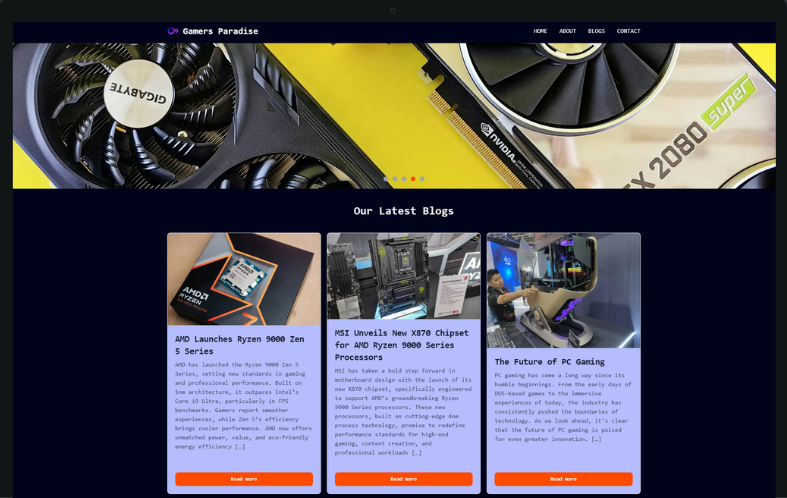 Gamers Paradise
HOME ABOUT BLOGS CONTACT
GIGABYTE
NVIDIA
RTX 2080 super
Our Latest Blogs
AMD
RYZEN
AMD Launches Ryzen 9000 Zen
5 Series
AMD has launched the Ryzen 9000 Zen 5
Series, setting new standards in gaming
and professional performance. Built on
5nm architecture, it outpaces Intel's
Core i9 Ultra, particularly in FPS
benchmarks. Gamers report smoother
experiences, while Zen 5's efficiency
brings cooler performance. AMD now offers
unmatched power, value, and eco-friendly
energy efficiency […]
Read more
MSI Unveils New X870 Chipset
for AMD Ryzen 9000 Series
Processors
MSI has taken a bold step forward in
motherboard design with the launch of its
new X870 chipset, specifically engineered
to support AMD's groundbreaking Ryzen
9000 Series processors. These new
processors, built on cutting-edge 4nm
process technology, promise to redefine
performance standards for high-end
gaming, content creation, and
professional workloads […]
Read more
The Future of PC Gaming
PC gaming has come a long way since its
humble beginnings. From the early days of
DOS-based games to the immersive
experiences of today, the industry has
consistently pushed the boundaries of
technology. As we look ahead, it's clear
that the future of PC gaming is poised
for even greater innovation. […]
Read more